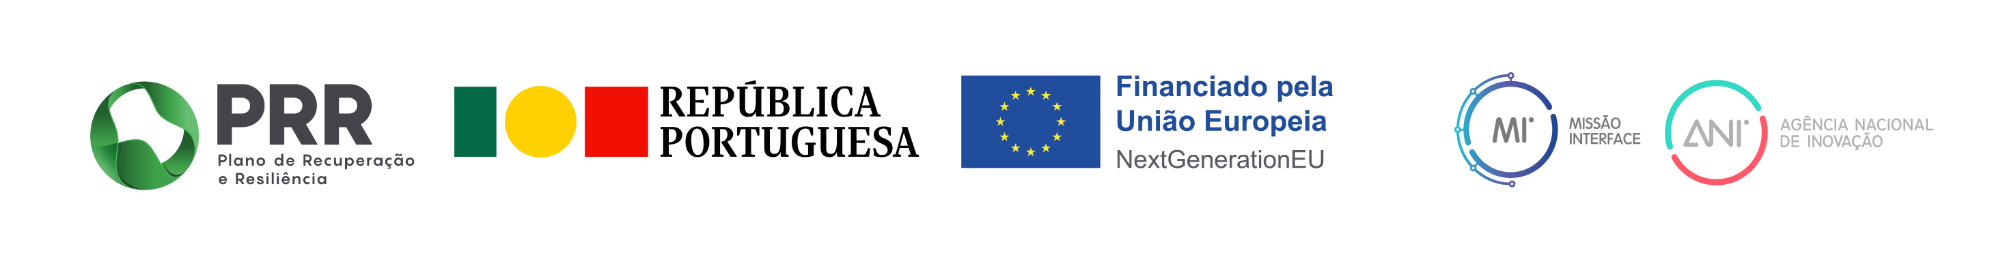 PRR
Plano de Recuperação
e Resiliência
REPÚBLICA
PORTUGUESA
Financiado pela
União Europeia
NextGenerationEU
MI
MISSÃO
INTERFACE
ANI
AGÊNCIA NACIONAL
DE INOVAÇÃO